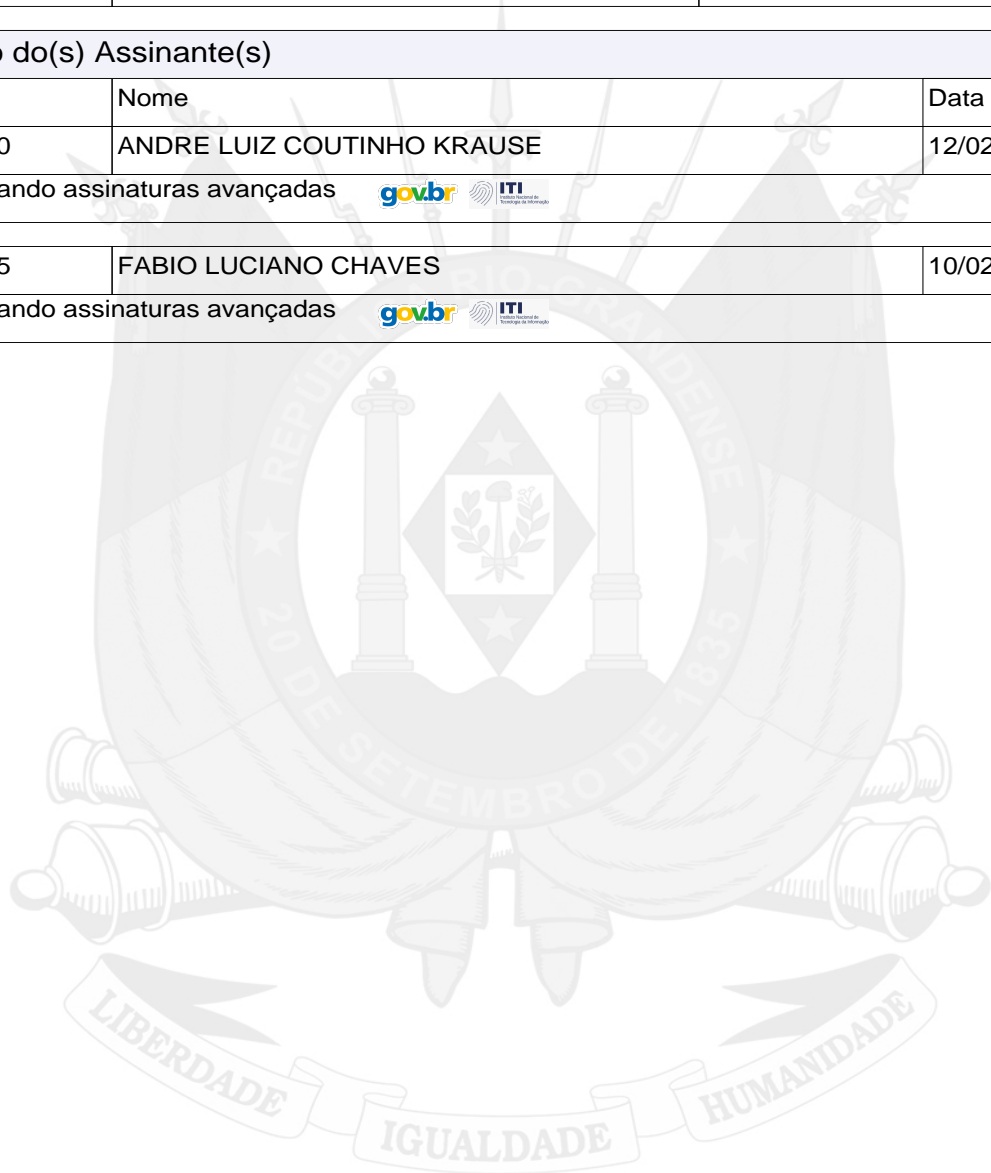 o do(s) Assinante(s)
Nome Data
0 ANDRE LUIZ COUTINHO KRAUSE 12/02
ando assinaturas avançadas gov.br ITI
5 FABIO LUCIANO CHAVES 10/02
ando assinaturas avançadas gov.br ITI
REPÚBLICA RIO-GRANDENSE
20 DE SETEMBRO DE 1835
LIBERDADE IGUALDADE HUMANIDADE